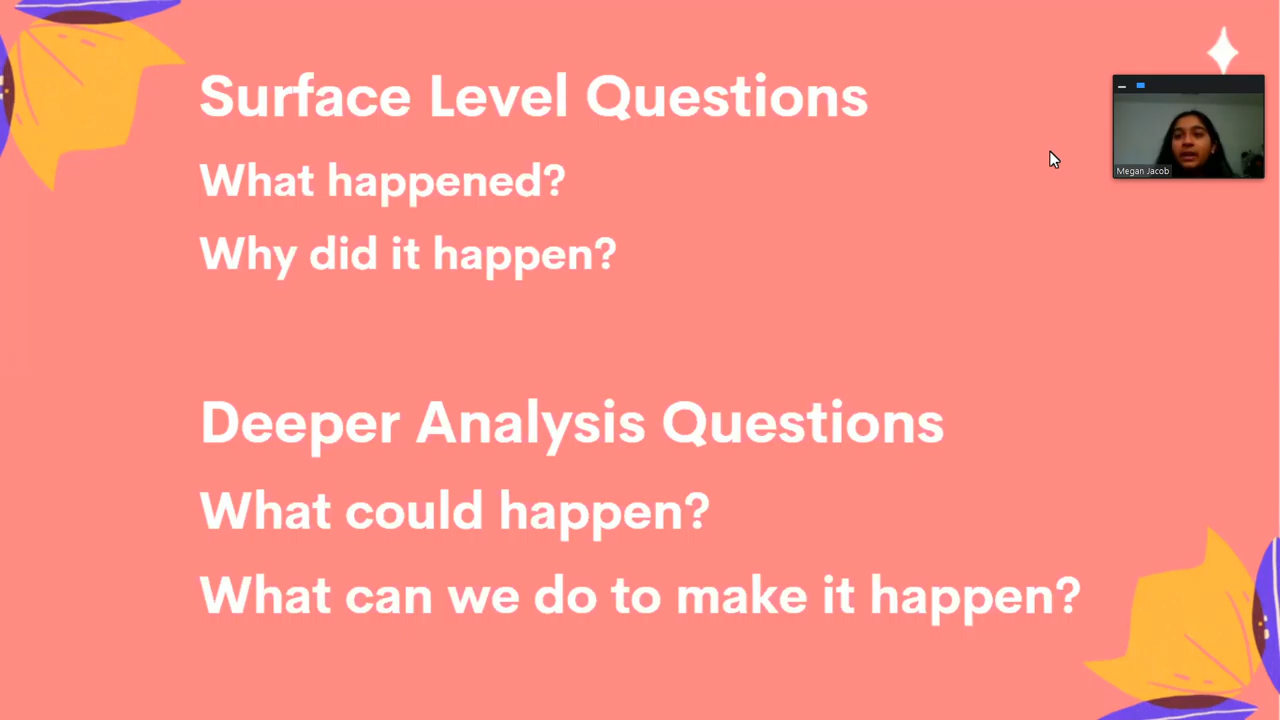 Surface Level Questions
What happened?
Why did it happen?
Megan Jacob
Deeper Analysis Questions
What could happen?
What can we do to make it happen?